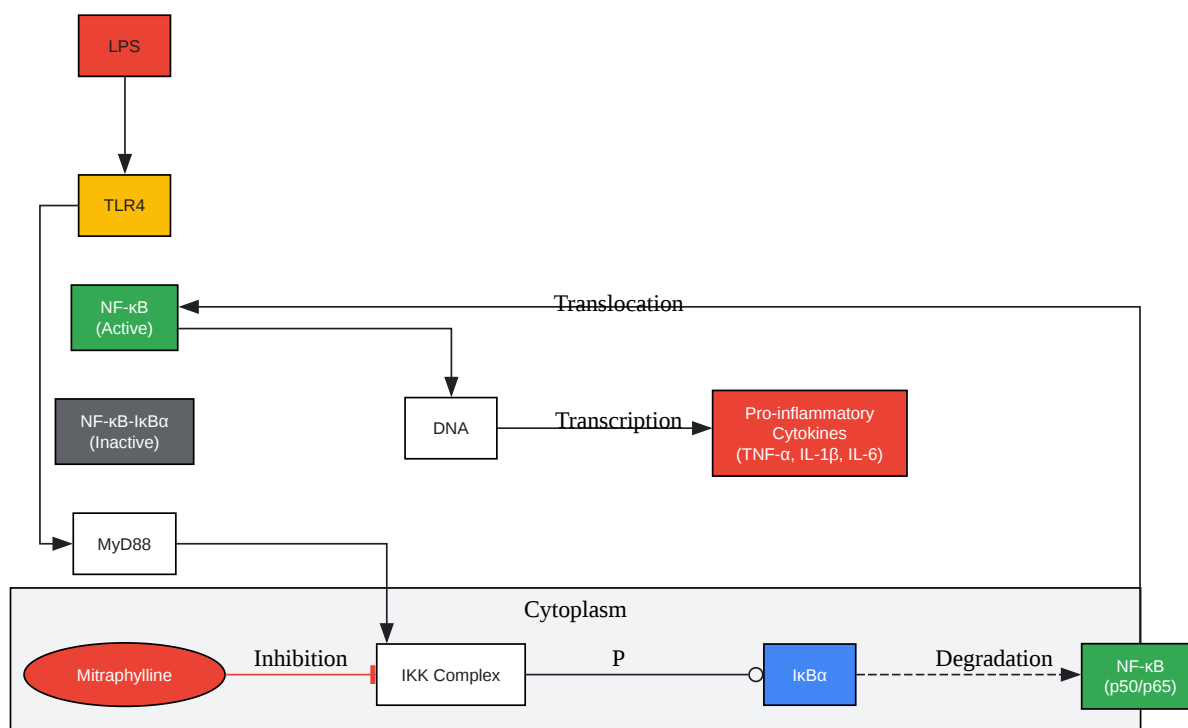 LPS
TLR4
NF-κB
(Active)
Translocation
NF-κB-IκBα
(Inactive)
DNA
Transcription
Pro-inflammatory
Cytokines
(TNF-α, IL-1β, IL-6)
MyD88
Cytoplasm
Mitraphylline
Inhibition
IKK Complex
P
IκBα
Degradation
NF-κB
(p50/p65)